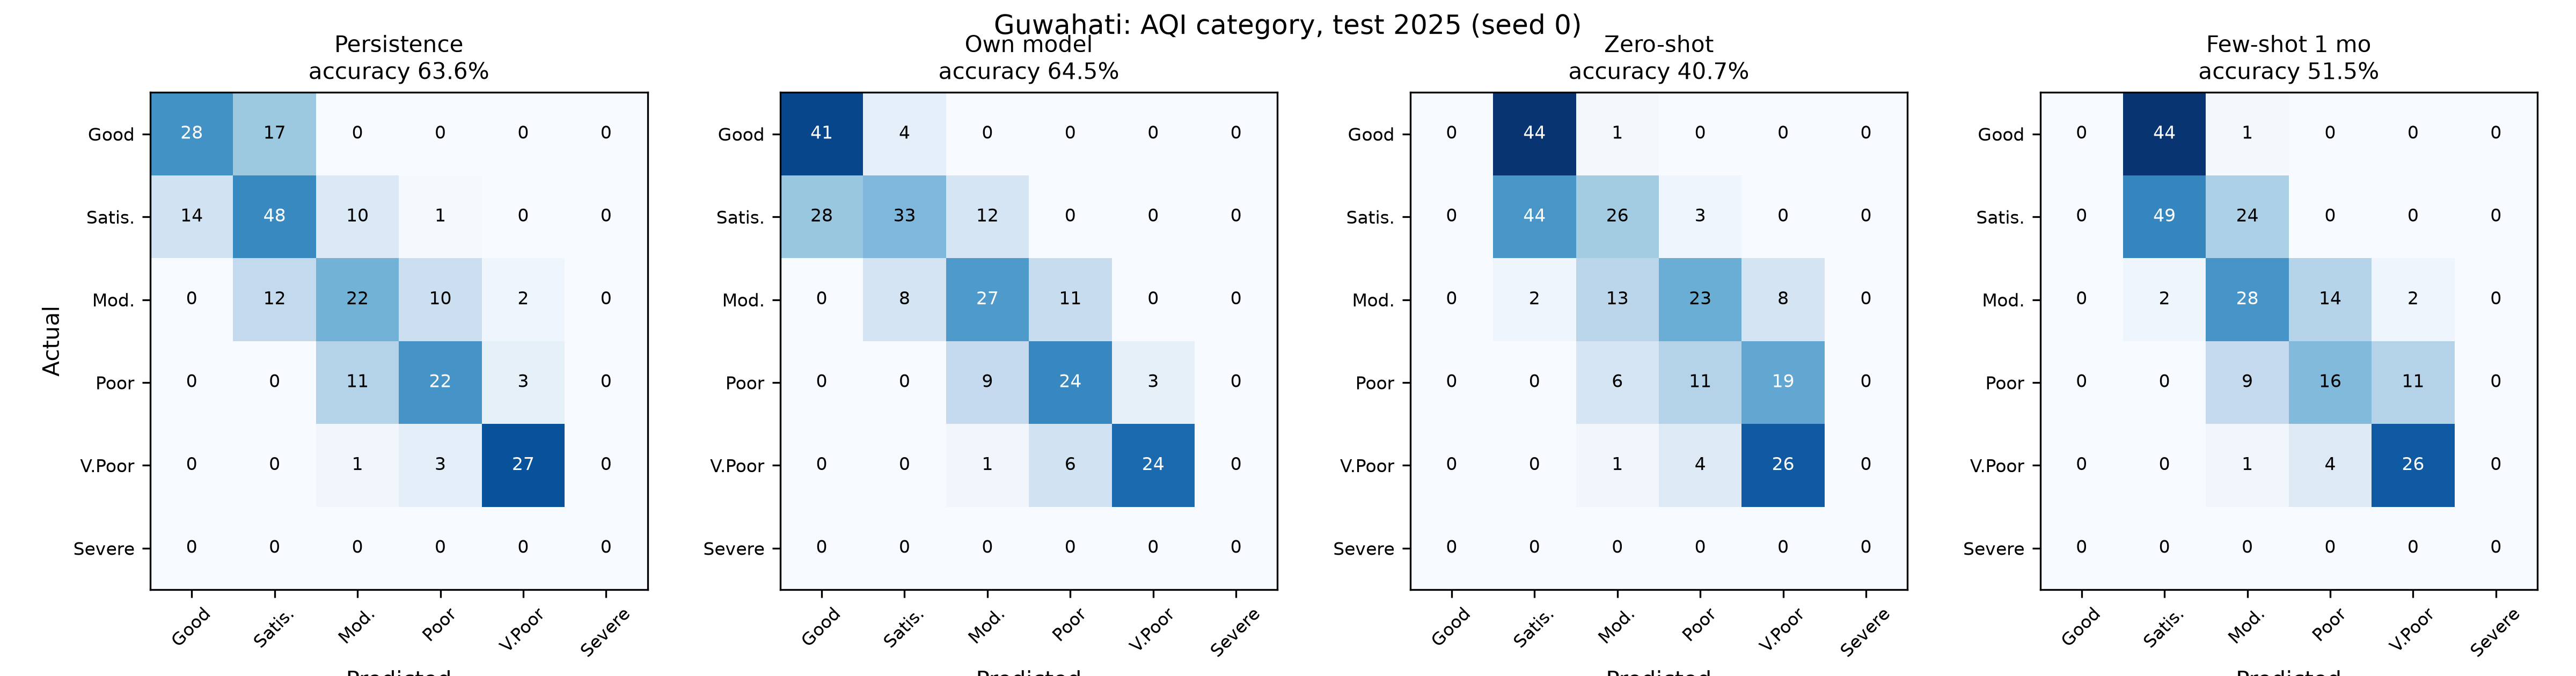 Guwahati: AQI category, test 2025 (seed 0)
Persistence
accuracy 63.6%
Actual
Good 28 17 0 0 0 0
Satis. 14 48 10 1 0 0
Mod. 0 12 22 10 2 0
Poor 0 0 11 22 3 0
V.Poor 0 0 1 3 27 0
Severe 0 0 0 0 0 0
Good Satis. Mod. Poor V.Poor Severe
Predicted
Own model
accuracy 64.5%
Good 41 4 0 0 0 0
Satis. 28 33 12 0 0 0
Mod. 0 8 27 11 0 0
Poor 0 0 9 24 3 0
V.Poor 0 0 1 6 24 0
Severe 0 0 0 0 0 0
Good Satis. Mod. Poor V.Poor Severe
Predicted
Zero-shot
accuracy 40.7%
Good 0 44 1 0 0 0
Satis. 0 44 26 3 0 0
Mod. 0 2 13 23 8 0
Poor 0 0 6 11 19 0
V.Poor 0 0 1 4 26 0
Severe 0 0 0 0 0 0
Good Satis. Mod. Poor V.Poor Severe
Predicted
Few-shot 1 mo
accuracy 51.5%
Good 0 44 1 0 0 0
Satis. 0 49 24 0 0 0
Mod. 0 2 28 14 2 0
Poor 0 0 9 16 11 0
V.Poor 0 0 1 4 26 0
Severe 0 0 0 0 0 0
Good Satis. Mod. Poor V.Poor Severe
Predicted